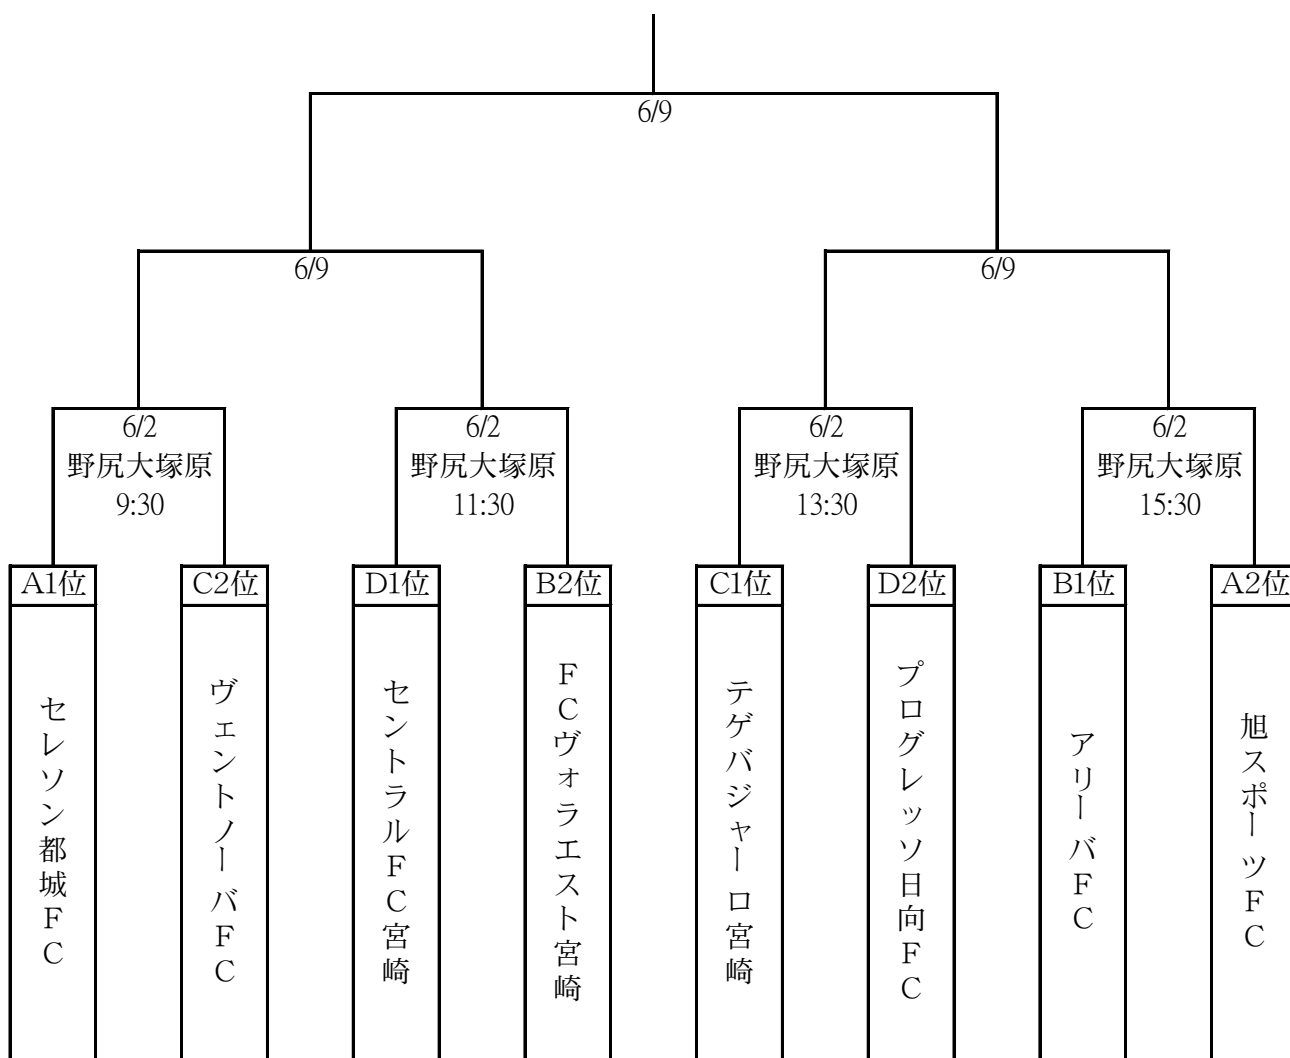 6/9
6/9
6/9
6/2
野尻大塚原
9:30
6/2
野尻大塚原
11:30
6/2
野尻大塚原
13:30
6/2
野尻大塚原
15:30
A1位
C2位
D1位
B2位
C1位
D2位
B1位
A2位
セレソン都城FC
ヴェントノーバFC
セントラルFC宮崎
FCヴォラエスト宮崎
テゲバジャーロ宮崎
プログレッソ日向FC
アリーバFC
旭スポーツFC